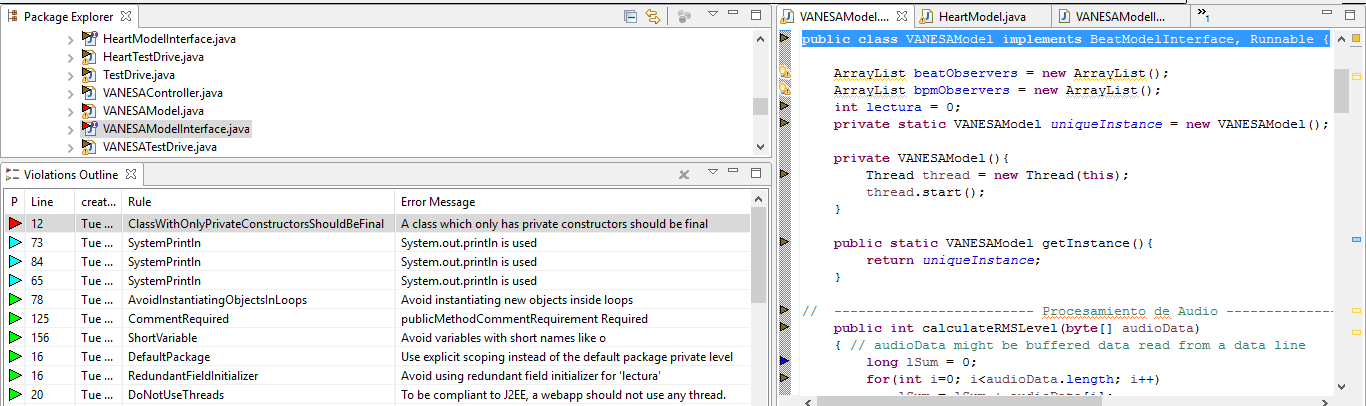 Package Explorer
HeartModelInterface.java
HeartTestDrive.java
TestDrive.java
VANESAController.java
VANESAModel.java
VANESAModelInterface.java
VANESATestDrive.java
Violations Outline
P Line creat... Rule Error Message
12 Tue ... ClassWithOnlyPrivateConstructorsShouldBeFinal A class which only has private constructors should be final
73 Tue ... SystemPrintln System.out.println is used
84 Tue ... SystemPrintln System.out.println is used
65 Tue ... SystemPrintln System.out.println is used
78 Tue ... AvoidInstantiatingObjectsInLoops Avoid instantiating new objects inside loops
125 Tue ... CommentRequired publicMethodCommentRequirement Required
156 Tue ... ShortVariable Avoid variables with short names like o
16 Tue ... DefaultPackage Use explicit scoping instead of the default package private level
16 Tue ... RedundantFieldInitializer Avoid using redundant field initializer for 'lectura'
20 Tue ... DoNotUseThreads To be compliant to J2EE, a webapp should not use any thread.
VANESAModel.... HeartModel.java VANESAModell... »1
public class VANESAModel implements BeatModelInterface, Runnable {
ArrayList beatObservers = new ArrayList();
ArrayList bpmObservers = new ArrayList();
int lectura = 0;
private static VANESAModel uniqueInstance = new VANESAModel();
private VANESAModel(){
Thread thread = new Thread(this);
thread.start();
}
public static VANESAModel getInstance(){
return uniqueInstance;
}
// ------------------------- Procesamiento de Audio --------------
public int calculateRMSLevel(byte[] audioData)
{ // audioData might be buffered data read from a data line
long lSum = 0;
for(int i=0; i<audioData.length; i++)
lSum = lSum + audioData[i];